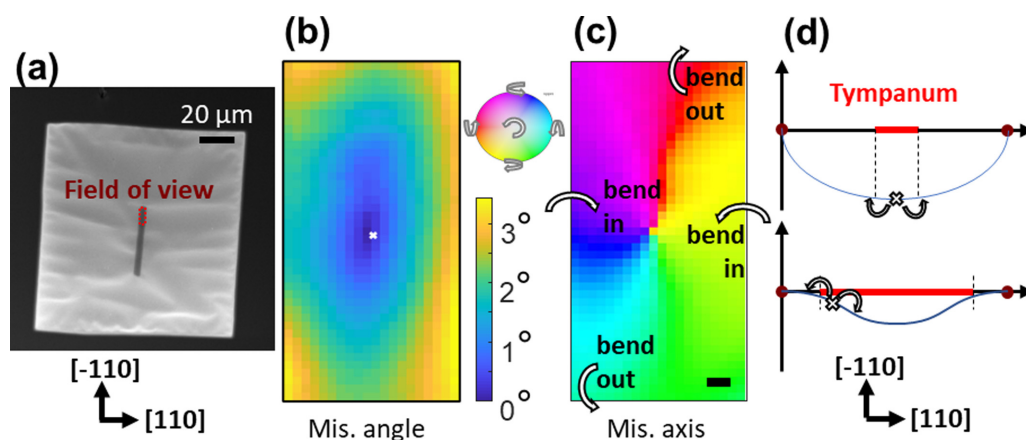 (a)
20 µm
Field of view
[-110]
[110]
(b)
3°
2°
1°
0°
Mis. angle
(c)
bend
out
bend
in
bend
in
bend
out
Mis. axis
(d)
Tympanum
[-110]
[110]